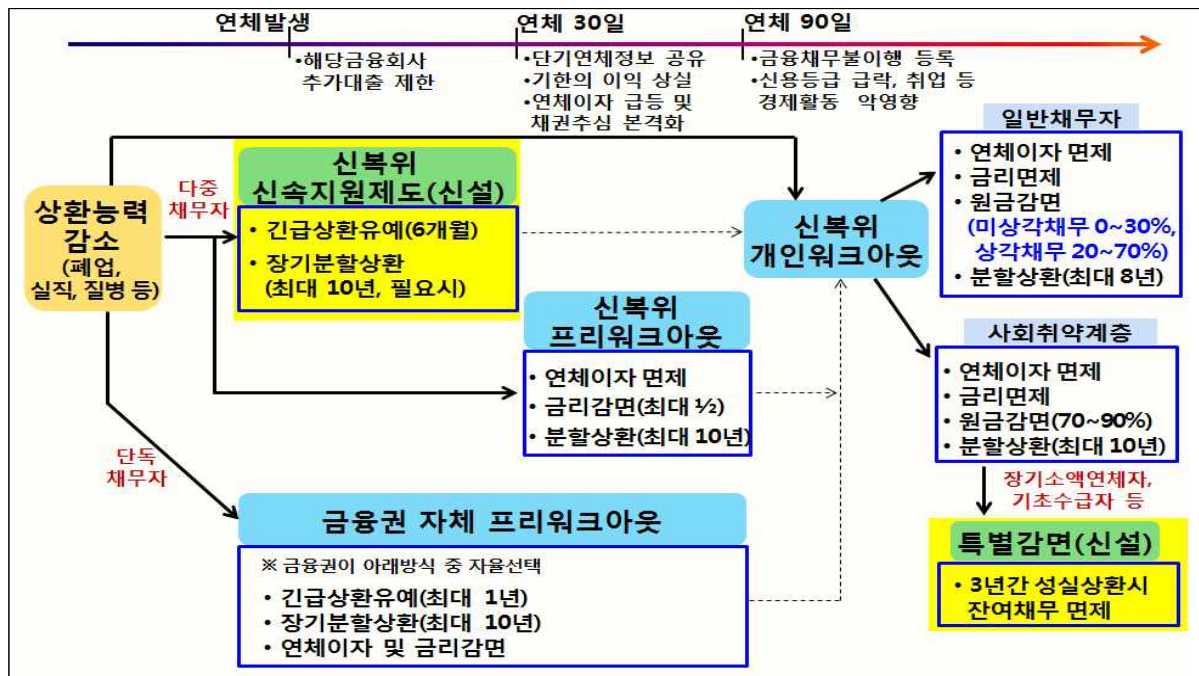 연체발생
연체 30일
연체 90일
•해당금융회사
추가대출 제한
•단기연체정보 공유
•기한의 이익 상실
•연체이자 급등 및
채권추심 본격화
•금융채무불이행 등록
•신용등급 급락, 취업 등
경제활동 악영향
상환능력
감소
(폐업,
실직, 질병 등)
다중
채무자
신복위
신속지원제도(신설)
• 긴급상환유예(6개월)
• 장기분할상환
(최대 10년, 필요시)
신복위
프리워크아웃
• 연체이자 면제
• 금리감면(최대 ½)
• 분할상환(최대 10년)
단독
채무자
금융권 자체 프리워크아웃
※ 금융권이 아래방식 중 자율선택
• 긴급상환유예(최대 1년)
• 장기분할상환(최대 10년)
• 연체이자 및 금리감면
신복위
개인워크아웃
일반채무자
• 연체이자 면제
• 금리면제
• 원금감면
(미상각채무 0~30%,
상각채무 20~70%)
• 분할상환(최대 8년)
사회취약계층
• 연체이자 면제
• 금리면제
• 원금감면(70~90%)
• 분할상환(최대 10년)
장기소액연체자,
기초수급자 등
특별감면(신설)
• 3년간 성실상환시
잔여채무 면제